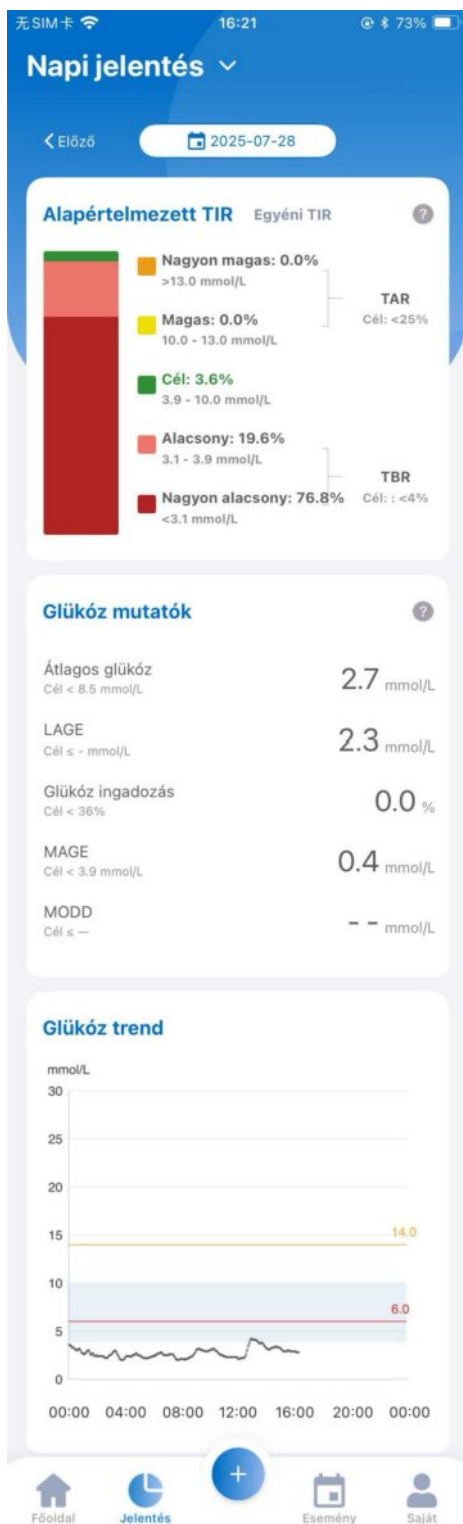 无SIM卡 16:21 73%
Napi jelentés
Előző 2025-07-28
Alapértelmezett TIR Egyéni TIR ?
Nagyon magas: 0.0%
>13.0 mmol/L
Magas: 0.0%
10.0 - 13.0 mmol/L
TAR
Cél: <25%
Cél: 3.6%
3.9 - 10.0 mmol/L
Alacsony: 19.6%
3.1 - 3.9 mmol/L
Nagyon alacsony: 76.8%
<3.1 mmol/L
TBR
Cél: : <4%
Glükóz mutatók ?
Átlagos glükóz 2.7 mmol/L
Cél < 8.5 mmol/L
LAGE 2.3 mmol/L
Cél ≤ - mmol/L
Glükóz ingadozás 0.0 %
Cél < 36%
MAGE 0.4 mmol/L
Cél < 3.9 mmol/L
MODD -- mmol/L
Cél ≤ —
Glükóz trend
mmol/L
30
25
20
15 14.0
10
6.0
5
0
00:00 04:00 08:00 12:00 16:00 20:00 00:00
+
Főoldal Jelentés Esemény Saját